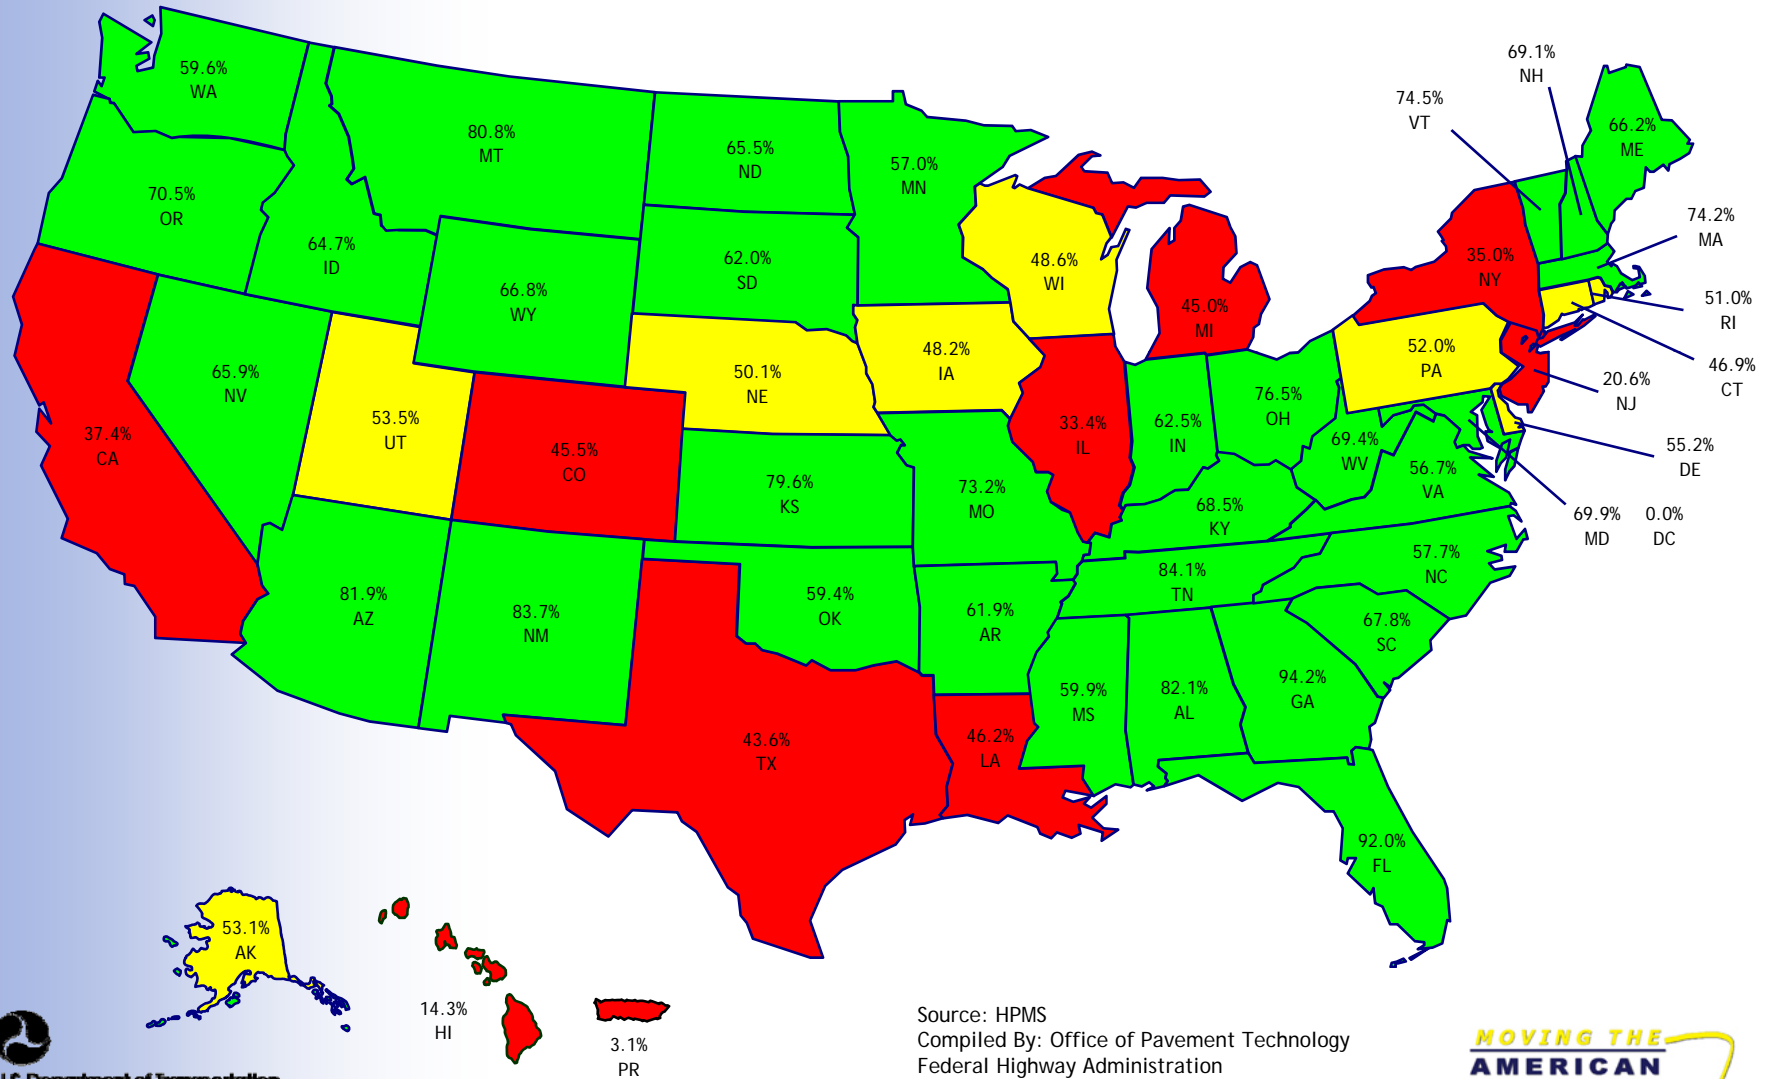 59.6%
WA
70.5%
OR
37.4%
CA
65.9%
NV
64.7%
ID
80.8%
MT
66.8%
WY
53.5%
UT
45.5%
CO
81.9%
AZ
83.7%
NM
65.5%
ND
62.0%
SD
50.1%
NE
79.6%
KS
59.4%
OK
43.6%
TX
57.0%
MN
48.2%
IA
73.2%
MO
61.9%
AR
46.2%
LA
48.6%
WI
33.4%
IL
45.0%
MI
62.5%
IN
76.5%
OH
68.5%
KY
84.1%
TN
59.9%
MS
82.1%
AL
94.2%
GA
92.0%
FL
67.8%
SC
57.7%
NC
56.7%
VA
69.4%
WV
52.0%
PA
35.0%
NY
74.5%
VT
69.1%
NH
66.2%
ME
74.2%
MA
51.0%
RI
46.9%
CT
20.6%
NJ
55.2%
DE
69.9%
MD
0.0%
DC
53.1%
AK
14.3%
HI
3.1%
PR
Source: HPMS
Compiled By: Office of Pavement Technology
Federal Highway Administration
MOVING THE
AMERICAN
U.S. Department of Transportation